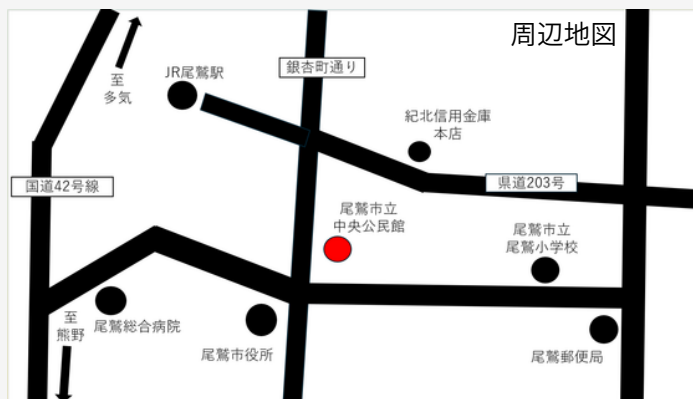 周辺地図
銀杏町通り
JR尾鷲駅
至
多気
紀北信用金庫
本店
国道42号線
県道203号
尾鷲市立
中央公民館
尾鷲市立
尾鷲小学校
至
熊野
尾鷲総合病院
尾鷲市役所
尾鷲郵便局